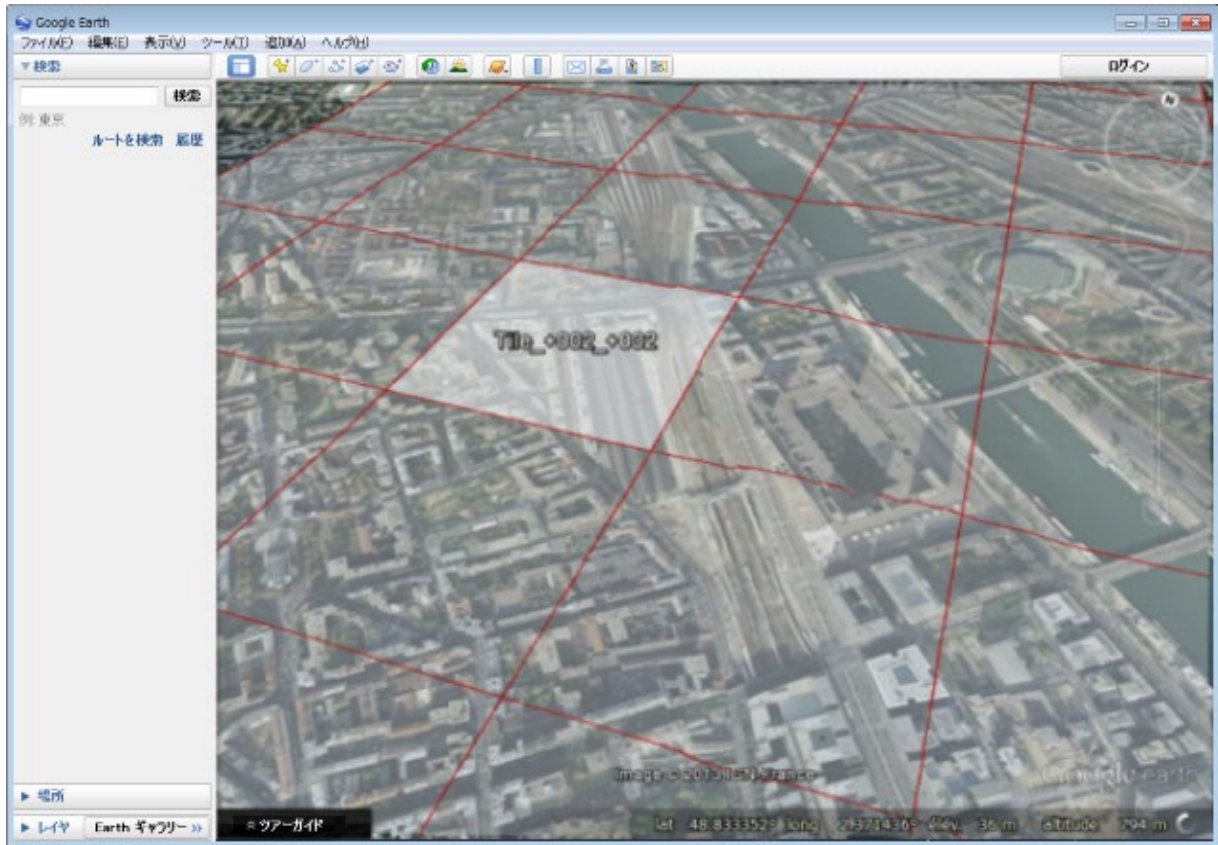 Google Earth
ファイル(F) 編集(E) 表示(V) ツール(T) 追加(A) ヘルプ(H)
▼検索
ログイン
検索
例: 東京
ルートを検索 履歴
Tile_+002_+002
Image © 2013 IGN-France
Google earth
▶ 場所
▶ レイヤ Earth ギャラリー »
ツアーガイド
lat 48.8333529 long 2.3714369 elev. 36 m altitude 794 m